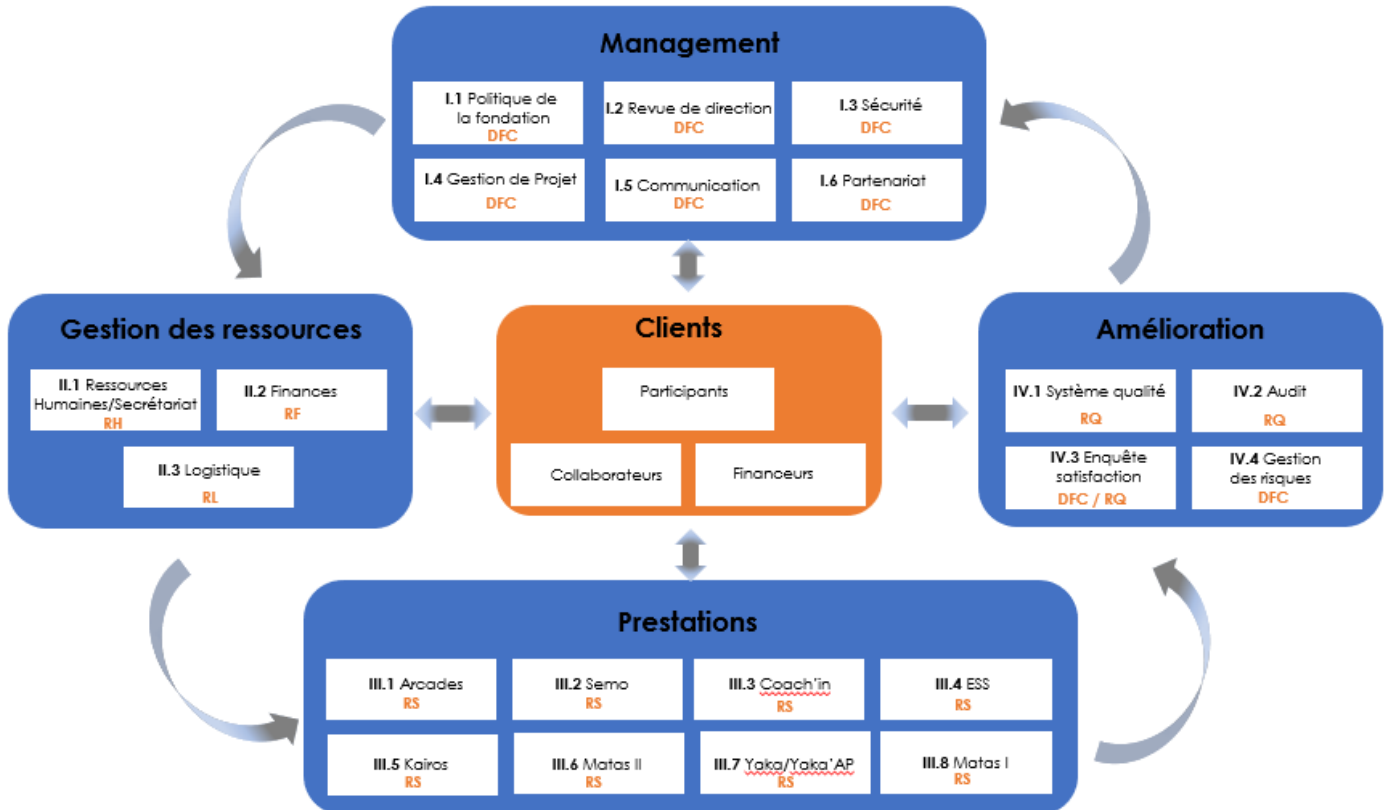 Management
I.1 Politique de
la fondation
DFC
I.2 Revue de direction
DFC
I.3 Sécurité
DFC
I.4 Gestion de Projet
DFC
I.5 Communication
DFC
I.6 Partenariat
DFC
Gestion des ressources
II.1 Ressources
Humaines/Secrétariat
RH
II.2 Finances
RF
II.3 Logistique
RL
Clients
Participants
Collaborateurs
Financeurs
Amélioration
IV.1 Système qualité
RQ
IV.2 Audit
RQ
IV.3 Enquête
satisfaction
DFC / RQ
IV.4 Gestion
des risques
DFC
Prestations
III.1 Arcades
RS
III.2 Semo
RS
III.3 Coach'in
RS
III.4 ESS
RS
III.5 Kairos
RS
III.6 Matas II
RS
III.7 Yaka/Yaka'AP
RS
III.8 Matas I
RS